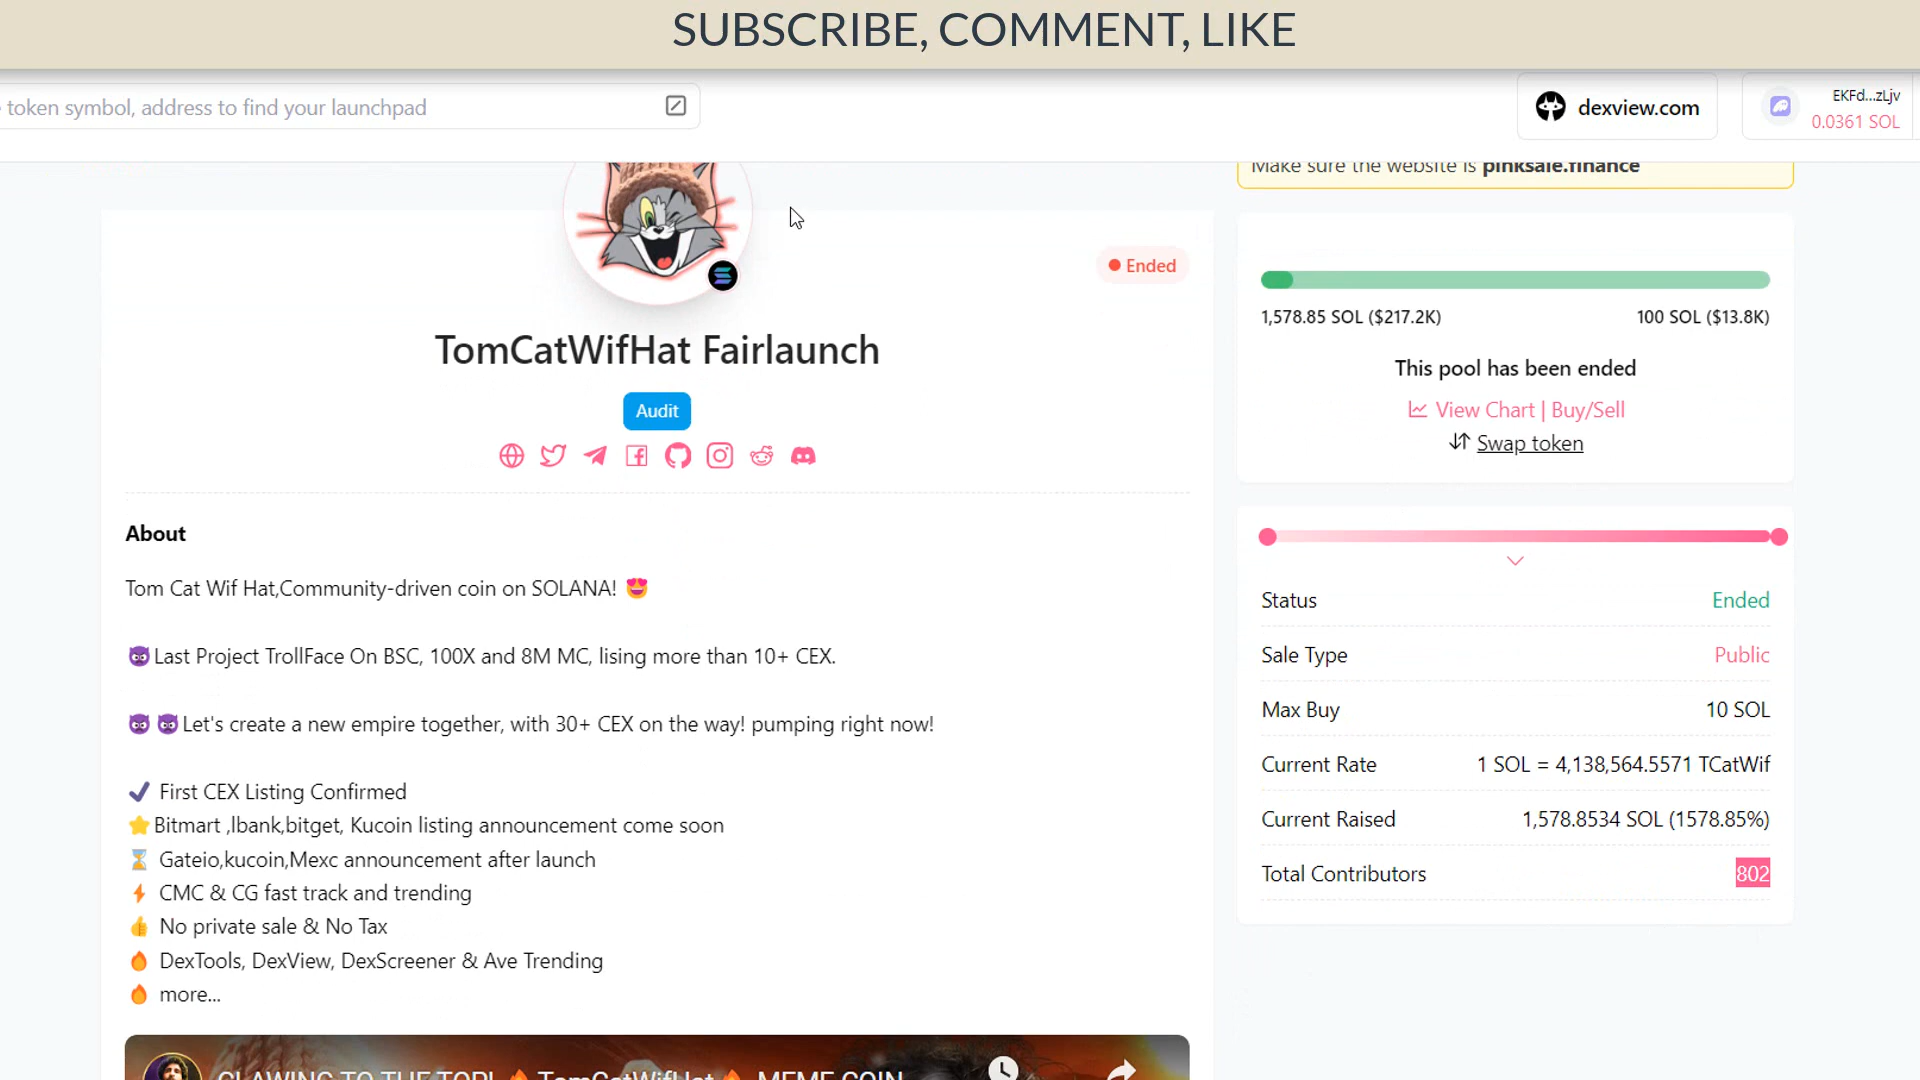 SUBSCRIBE, COMMENT, LIKE
token symbol, address to find your launchpad
dexview.com
EKFd...zLjv
0.0361 SOL
Make sure the website is pinksale.finance
Ended
TomCatWifHat Fairlaunch
Audit
About
Tom Cat Wif Hat,Community-driven coin on SOLANA! 😍
👿Last Project TrollFace On BSC, 100X and 8M MC, lising more than 10+ CEX.
👿 👿Let's create a new empire together, with 30+ CEX on the way! pumping right now!
✔ First CEX Listing Confirmed
⭐Bitmart ,lbank,bitget, Kucoin listing announcement come soon
⏳ Gateio,kucoin,Mexc announcement after launch
⚡ CMC & CG fast track and trending
👍 No private sale & No Tax
🔥 DexTools, DexView, DexScreener & Ave Trending
🔥 more...
CLAWING TO THE TOP! 🔥 TomCatWifHat 🔥 MEME COIN
1,578.85 SOL ($217.2K) 100 SOL ($13.8K)
This pool has been ended
View Chart | Buy/Sell
Swap token
Status Ended
Sale Type Public
Max Buy 10 SOL
Current Rate 1 SOL = 4,138,564.5571 TCatWif
Current Raised 1,578.8534 SOL (1578.85%)
Total Contributors 802